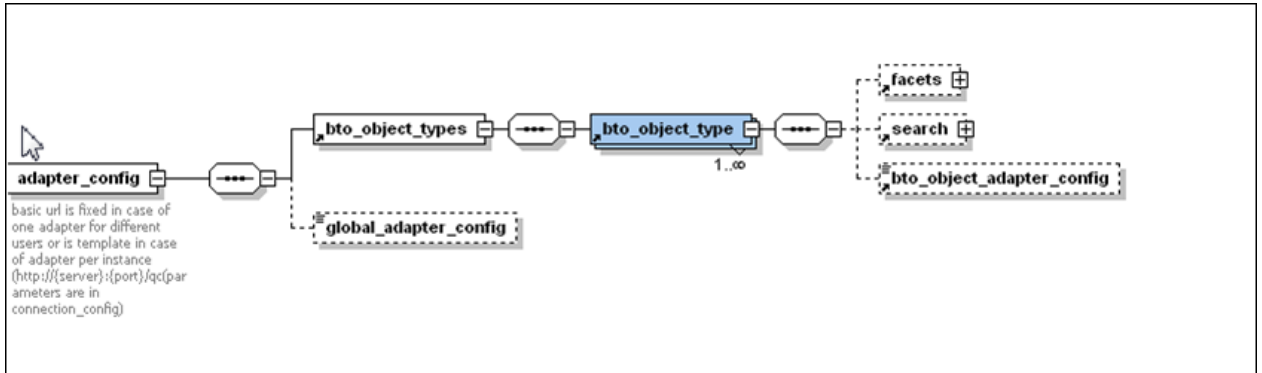 facets
bto_object_types
bto_object_type
search
1..∞
adapter_config
bto_object_adapter_config
basic url is fixed in case of
one adapter for different
users or is template in case
of adapter per instance
(http://{server}:{port}/qc(par
ameters are in
connection_config)
global_adapter_config